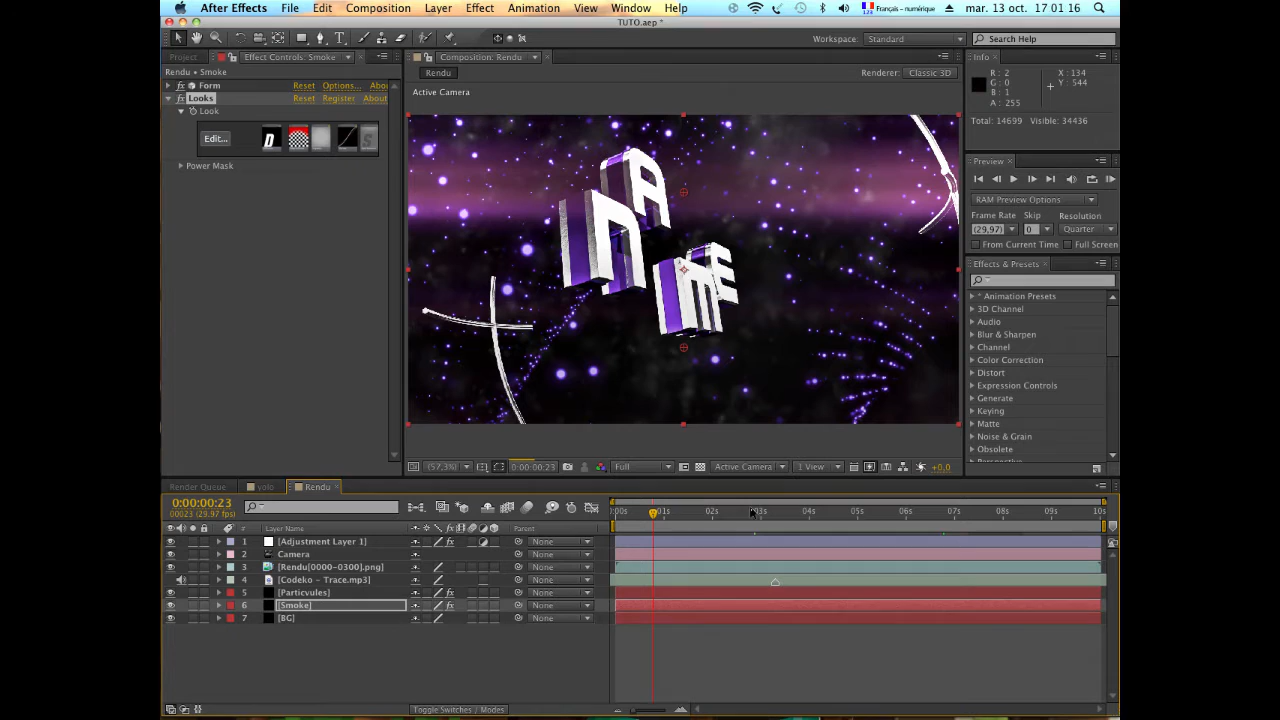 After Effects File Edit Composition Layer Effect Animation View Window Help Français - numérique mar. 13 oct. 17 01 16
TUTO.aep *
Workspace: Standard Search Help
Project Effect Controls: Smoke Composition: Rendu Info
Rendu • Smoke Rendu Renderer: Classic 3D
fx Form Reset Options... Abou
fx Looks Reset Register About
Active Camera
R: 2 X: 134
G: 0 Y: 544
B: 1
A: 255
Total: 14699 Visible: 34436
Look
Edit...
Power Mask
A
N
M
E
Preview
RAM Preview Options
Frame Rate Skip Resolution
(29,97) 0 Quarter
From Current Time Full Screen
Effects & Presets
* Animation Presets
3D Channel
Audio
Blur & Sharpen
Channel
Color Correction
Distort
Expression Controls
Generate
Keying
Matte
Noise & Grain
Obsolete
Perspective
(57,3%) 0:00:00:23 Full Active Camera 1 View +0,0
Render Queue volo Rendu
0:00:00:23
00023 (29.97 fps)
:00s 01s 02s 03s 04s 05s 06s 07s 08s 09s 10s
# Layer Name Parent
1 [Adjustment Layer 1] None
2 Camera None
3 [Rendu[0000-0300].png] None
4 [Codeko - Trace.mp3] None
5 [Particvules] None
6 [Smoke] None
7 [BG] None
Toggle Switches / Modes